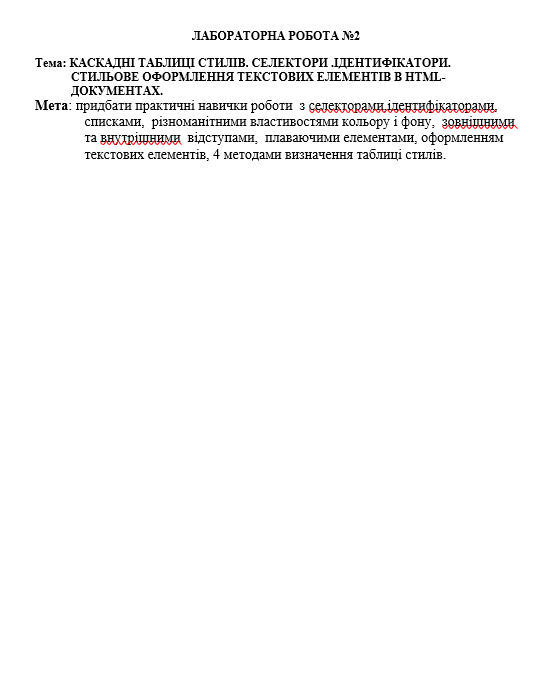 ЛАБОРАТОРНА РОБОТА №2
Тема: КАСКАДНІ ТАБЛИЦІ СТИЛІВ. СЕЛЕКТОРИ .ІДЕНТИФІКАТОРИ.
СТИЛЬОВЕ ОФОРМЛЕННЯ ТЕКСТОВИХ ЕЛЕМЕНТІВ В HTML-
ДОКУМЕНТАХ.
Мета: придбати практичні навички роботи з селекторами,ідентифікаторами,
списками, різноманітними властивостями кольору і фону, зовнішними
та внутрішними відступами, плаваючими елементами, оформленням
текстових елементів, 4 методами визначення таблиці стилів.